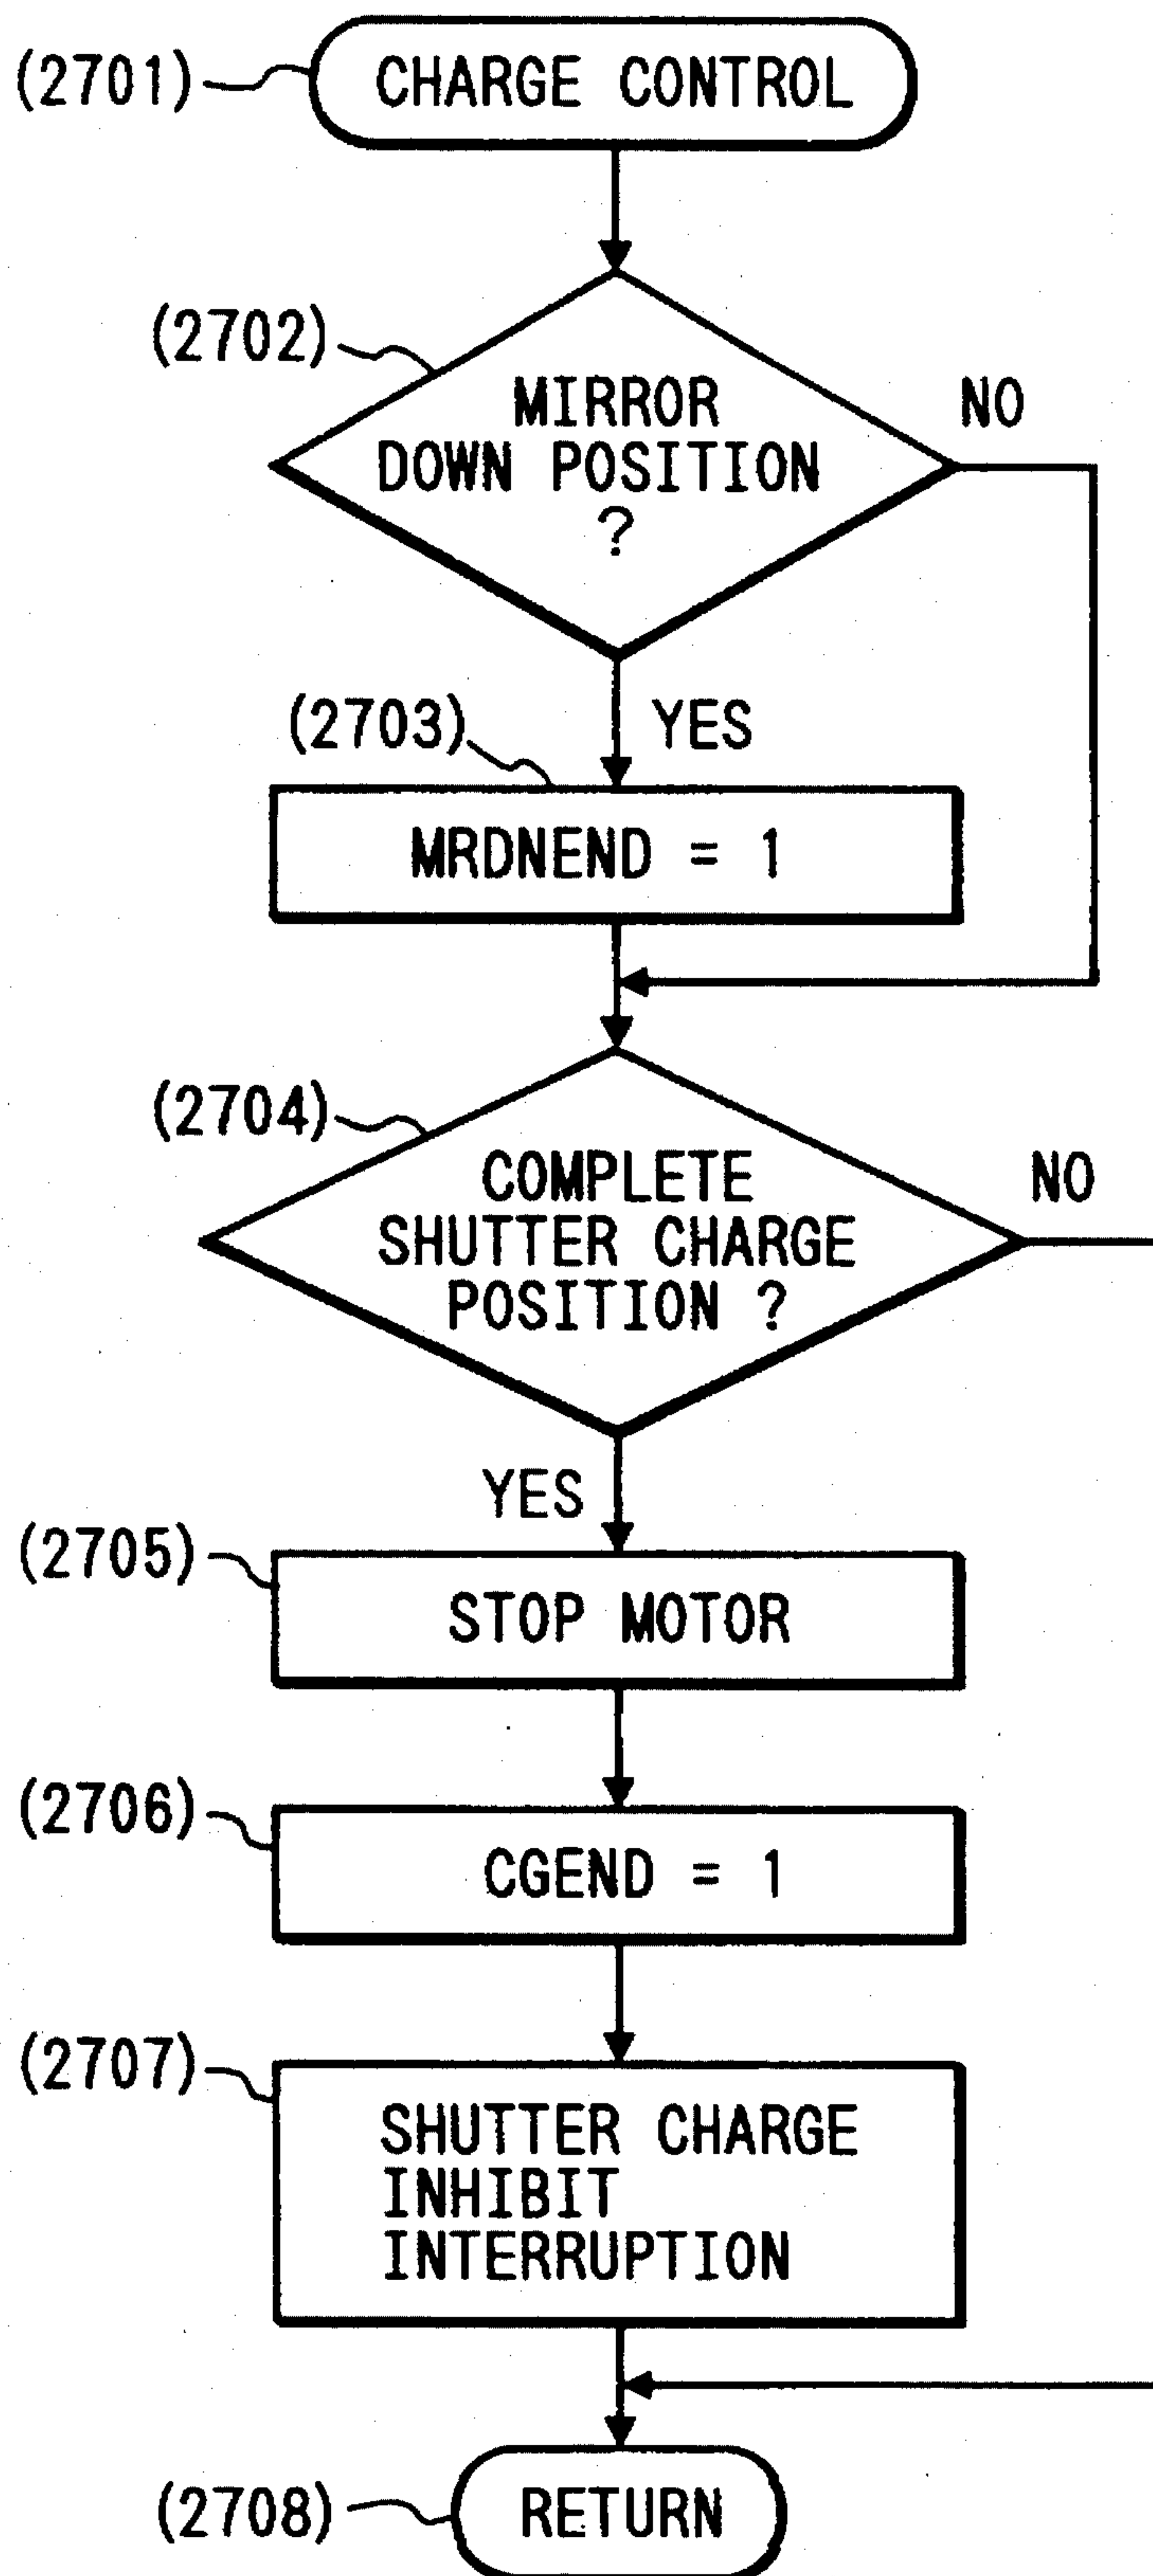 (2701)
CHARGE CONTROL
(2702)
MIRROR
DOWN POSITION
?
NO
YES
(2703)
MRDNEND = 1
(2704)
COMPLETE
SHUTTER CHARGE
POSITION ?
NO
YES
(2705)
STOP MOTOR
(2706)
CGEND = 1
(2707)
SHUTTER CHARGE
INHIBIT
INTERRUPTION
(2708)
RETURN